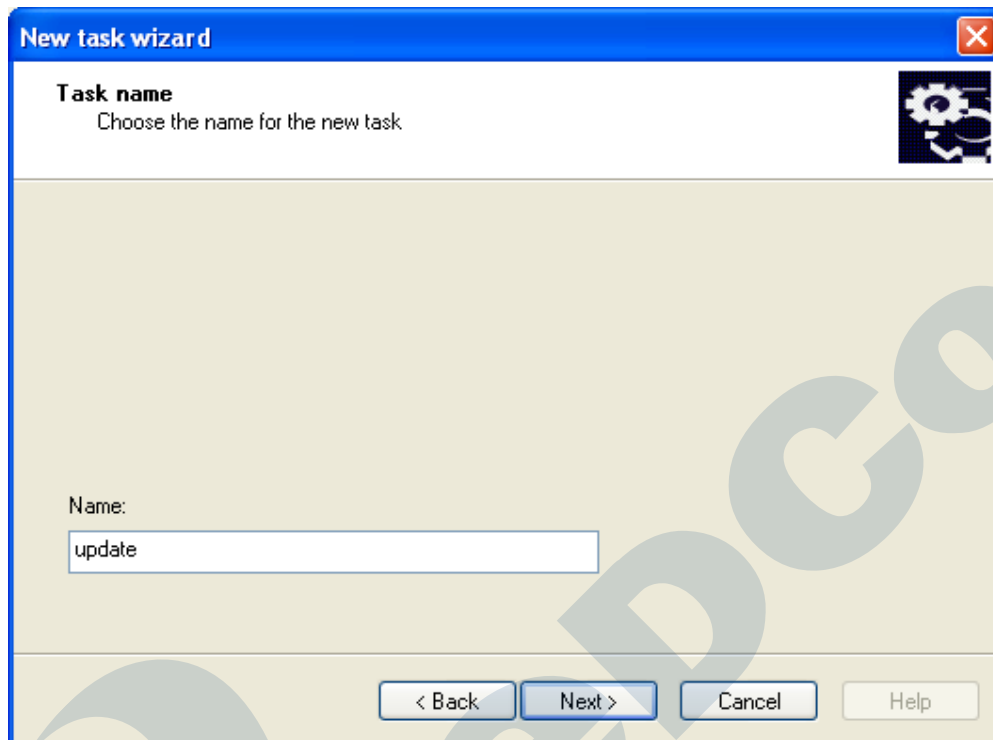 New task wizard
Task name
Choose the name for the new task
Name:
update
< Back Next > Cancel Help